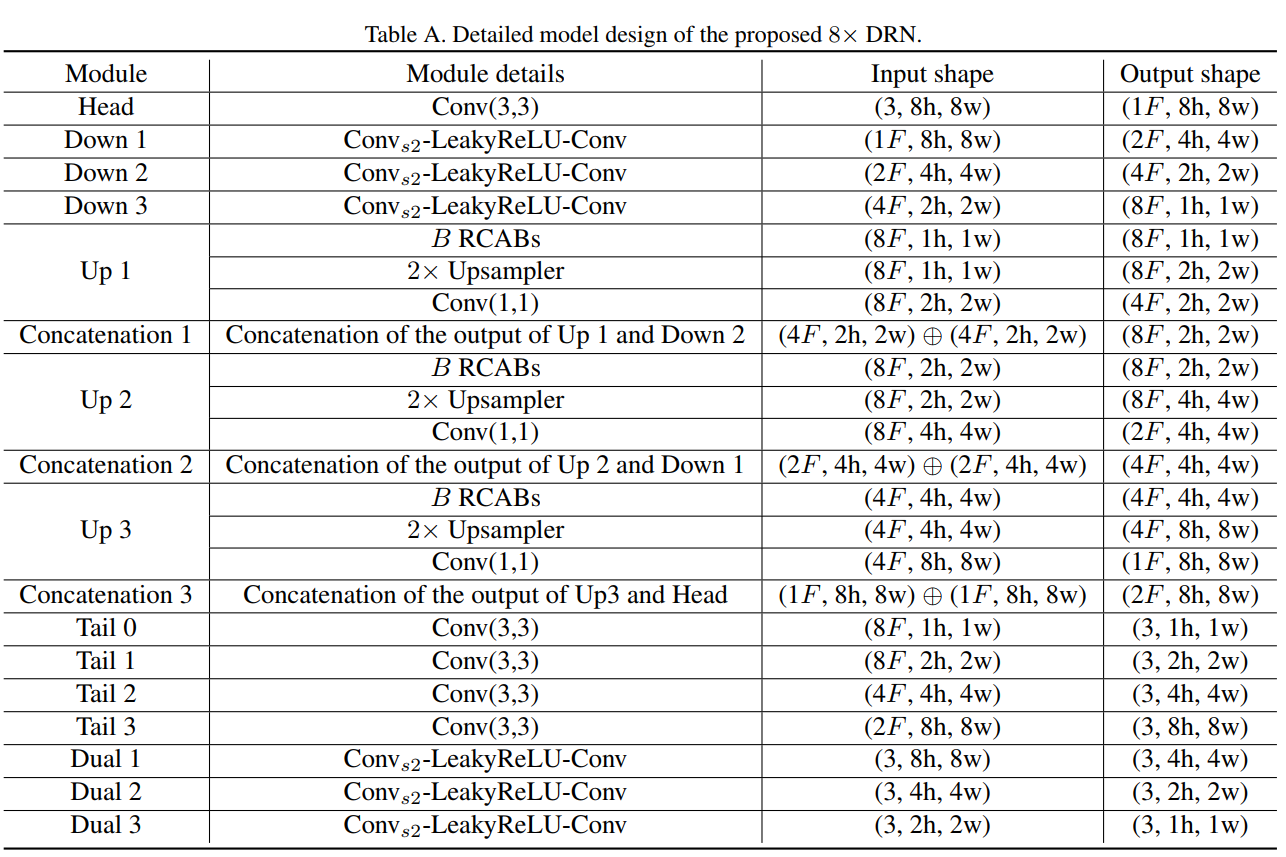 Table A. Detailed model design of the proposed 8× DRN.
Module Module details Input shape Output shape
Head Conv(3,3) (3, 8h, 8w) (1F, 8h, 8w)
Down 1 Conv_{s2}-LeakyReLU-Conv (1F, 8h, 8w) (2F, 4h, 4w)
Down 2 Conv_{s2}-LeakyReLU-Conv (2F, 4h, 4w) (4F, 2h, 2w)
Down 3 Conv_{s2}-LeakyReLU-Conv (4F, 2h, 2w) (8F, 1h, 1w)
B RCABs (8F, 1h, 1w) (8F, 1h, 1w)
Up 1 2× Upsampler (8F, 1h, 1w) (8F, 2h, 2w)
Conv(1,1) (8F, 2h, 2w) (4F, 2h, 2w)
Concatenation 1 Concatenation of the output of Up 1 and Down 2 (4F, 2h, 2w) ⊕ (4F, 2h, 2w) (8F, 2h, 2w)
B RCABs (8F, 2h, 2w) (8F, 2h, 2w)
Up 2 2× Upsampler (8F, 2h, 2w) (8F, 4h, 4w)
Conv(1,1) (8F, 4h, 4w) (2F, 4h, 4w)
Concatenation 2 Concatenation of the output of Up 2 and Down 1 (2F, 4h, 4w) ⊕ (2F, 4h, 4w) (4F, 4h, 4w)
B RCABs (4F, 4h, 4w) (4F, 4h, 4w)
Up 3 2× Upsampler (4F, 4h, 4w) (4F, 8h, 8w)
Conv(1,1) (4F, 8h, 8w) (1F, 8h, 8w)
Concatenation 3 Concatenation of the output of Up3 and Head (1F, 8h, 8w) ⊕ (1F, 8h, 8w) (2F, 8h, 8w)
Tail 0 Conv(3,3) (8F, 1h, 1w) (3, 1h, 1w)
Tail 1 Conv(3,3) (8F, 2h, 2w) (3, 2h, 2w)
Tail 2 Conv(3,3) (4F, 4h, 4w) (3, 4h, 4w)
Tail 3 Conv(3,3) (2F, 8h, 8w) (3, 8h, 8w)
Dual 1 Conv_{s2}-LeakyReLU-Conv (3, 8h, 8w) (3, 4h, 4w)
Dual 2 Conv_{s2}-LeakyReLU-Conv (3, 4h, 4w) (3, 2h, 2w)
Dual 3 Conv_{s2}-LeakyReLU-Conv (3, 2h, 2w) (3, 1h, 1w)